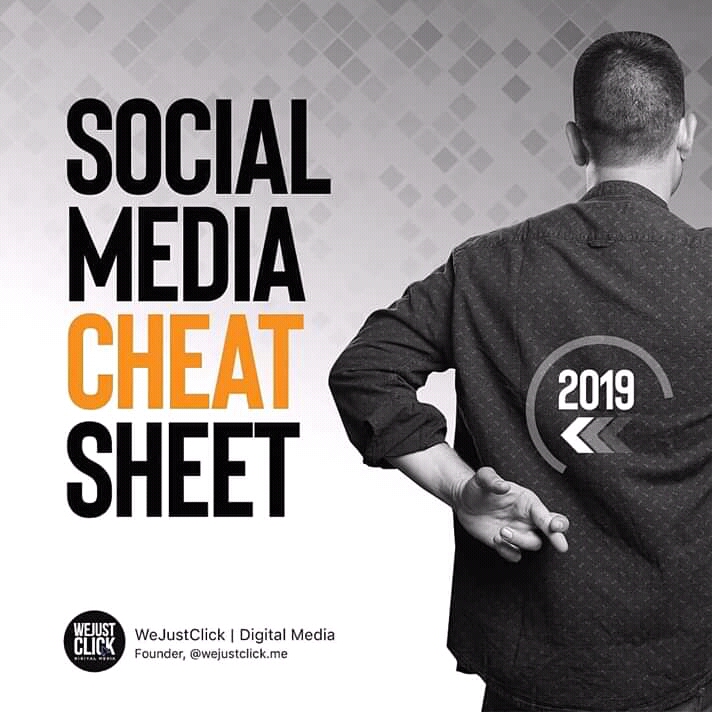 SOCIAL
MEDIA
CHEAT
SHEET
2019
WEJUST
CLICK
DIGITAL MEDIA
WeJustClick | Digital Media
Founder, @wejustclick.me